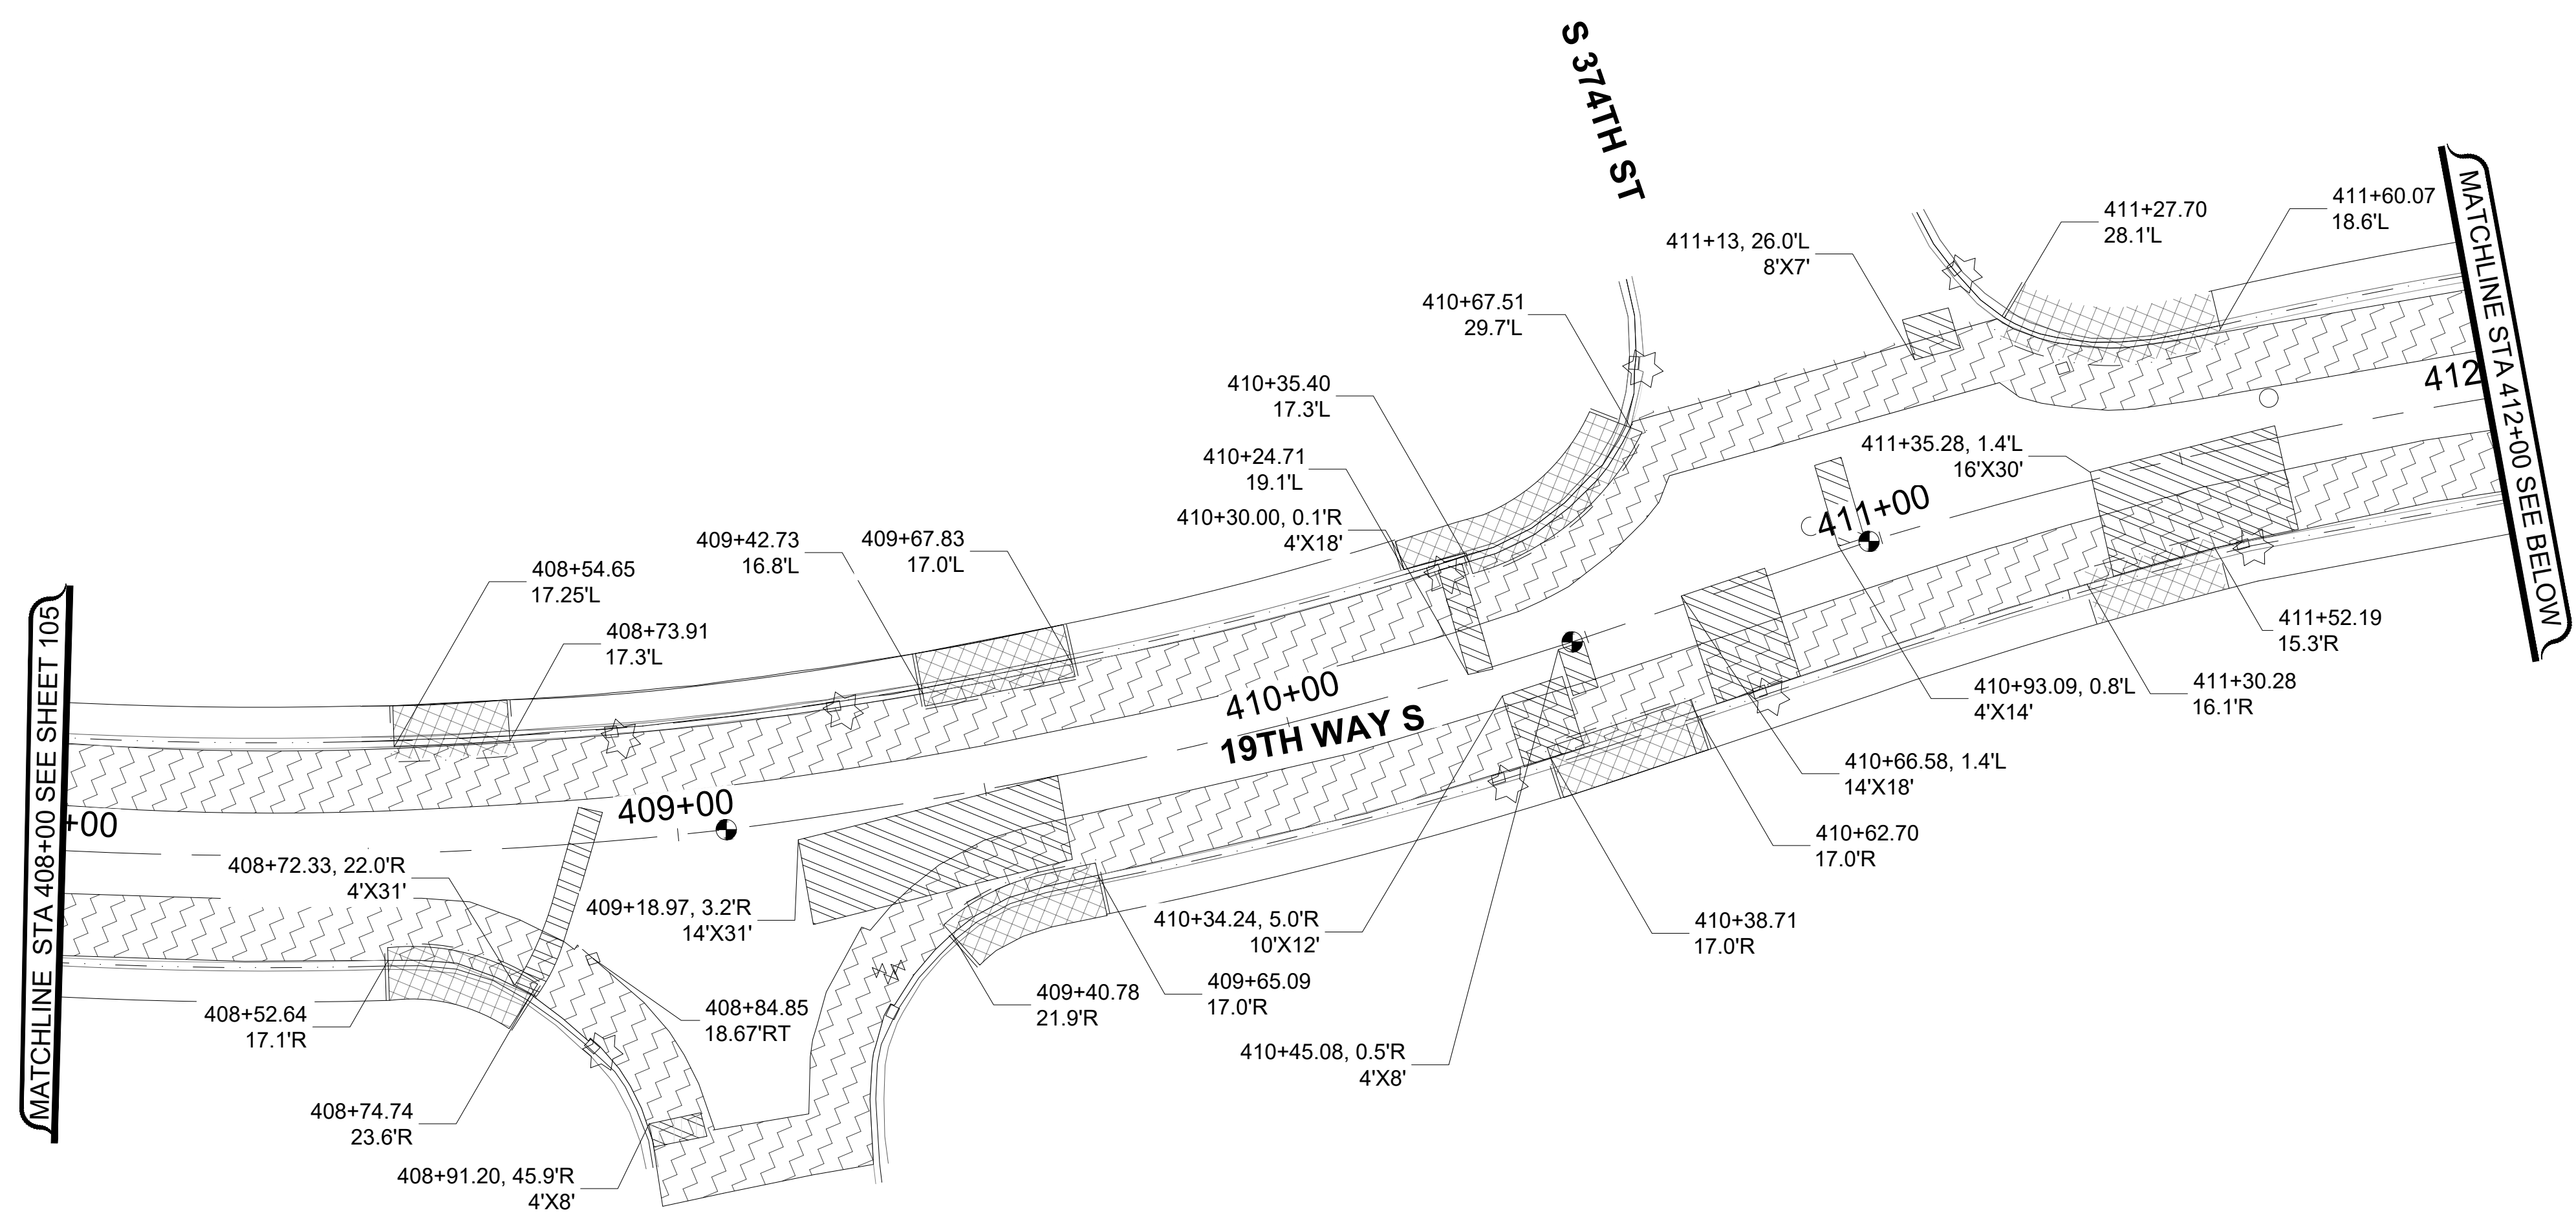 S 374TH ST
411+60.07
18.6'L
411+27.70
28.1'L
411+13, 26.0'L
8'X7'
410+67.51
29.7'L
410+35.40
17.3'L
410+24.71
19.1'L
410+30.00, 0.1'R
4'X18'
409+42.73
16.8'L
409+67.83
17.0'L
408+54.65
17.25'L
408+73.91
17.3'L
MATCHLINE STA 408+00 SEE SHEET 105
MATCHLINE STA 412+00 SEE BELOW
412
411+35.28, 1.4'L
16'X30'
411+00
410+00
19TH WAY S
409+00
+00
411+52.19
15.3'R
411+30.28
16.1'R
410+93.09, 0.8'L
4'X14'
410+66.58, 1.4'L
14'X18'
410+62.70
17.0'R
410+38.71
17.0'R
408+72.33, 22.0'R
4'X31'
409+18.97, 3.2'R
14'X31'
410+34.24, 5.0'R
10'X12'
409+65.09
17.0'R
409+40.78
21.9'R
410+45.08, 0.5'R
4'X8'
408+84.85
18.67'RT
408+52.64
17.1'R
408+74.74
23.6'R
408+91.20, 45.9'R
4'X8'